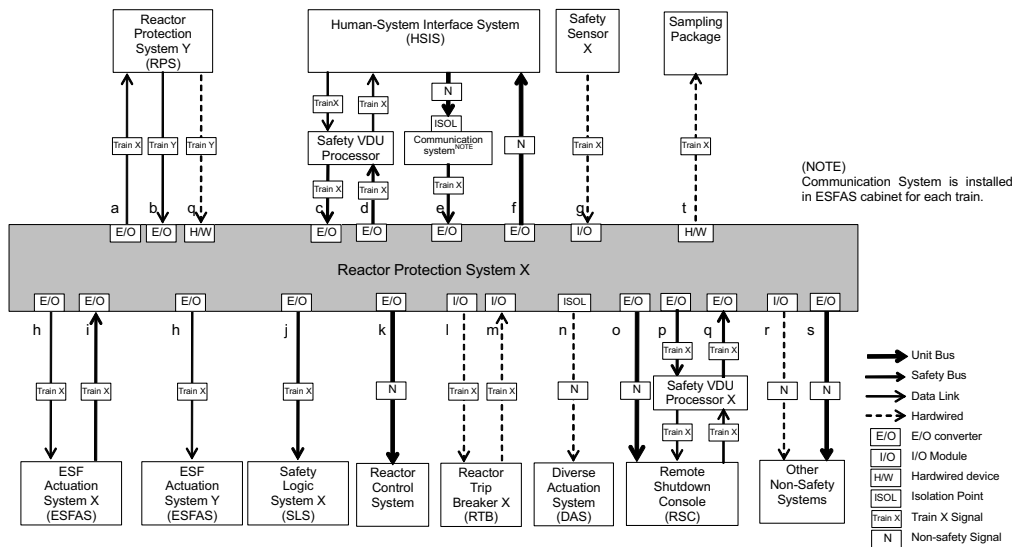 Reactor
Protection
System Y
(RPS)
Human-System Interface System
(HSIS)
Safety
Sensor
X
Sampling
Package
N
ISOL
TrainX
Train X
Safety VDU
Processor
Communication
systemNOTE
Train X
Train Y
Train Y
N
Train X
Train X
Train X
Train X
Train X
(NOTE)
Communication System is installed
in ESFAS cabinet for each train.
a
b
q
c
d
e
f
g
t
E/O
E/O
H/W
E/O
E/O
E/O
E/O
I/O
H/W
Reactor Protection System X
E/O
E/O
E/O
E/O
E/O
I/O
I/O
ISOL
E/O
E/O
E/O
I/O
E/O
h
i
h
j
k
l
m
n
o
p
q
r
s
Train X
Train X
Safety VDU
Processor X
Train X
Train X
Train X
Train X
N
Train X
Train X
N
N
N
N
Train X
Train X
ESF
Actuation
System X
(ESFAS)
ESF
Actuation
System Y
(ESFAS)
Safety
Logic
System X
(SLS)
Reactor
Control
System
Reactor
Trip
Breaker X
(RTB)
Diverse
Actuation
System
(DAS)
Remote
Shutdown
Console
(RSC)
Other
Non-Safety
Systems
Unit Bus
Safety Bus
Data Link
Hardwired
E/O E/O converter
I/O I/O Module
H/W Hardwired device
ISOL Isolation Point
Train X Train X Signal
N Non-safety Signal